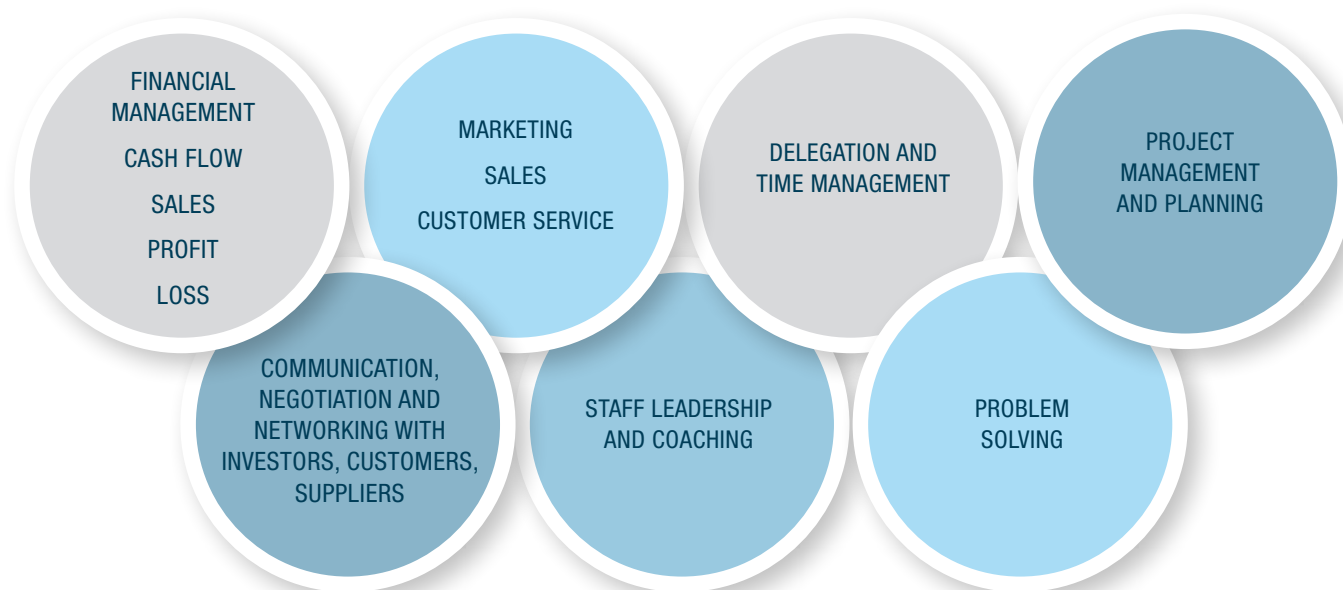 FINANCIAL
MANAGEMENT
CASH FLOW
SALES
PROFIT
LOSS
MARKETING
SALES
CUSTOMER SERVICE
DELEGATION AND
TIME MANAGEMENT
PROJECT
MANAGEMENT
AND PLANNING
COMMUNICATION,
NEGOTIATION AND
NETWORKING WITH
INVESTORS, CUSTOMERS,
SUPPLIERS
STAFF LEADERSHIP
AND COACHING
PROBLEM
SOLVING